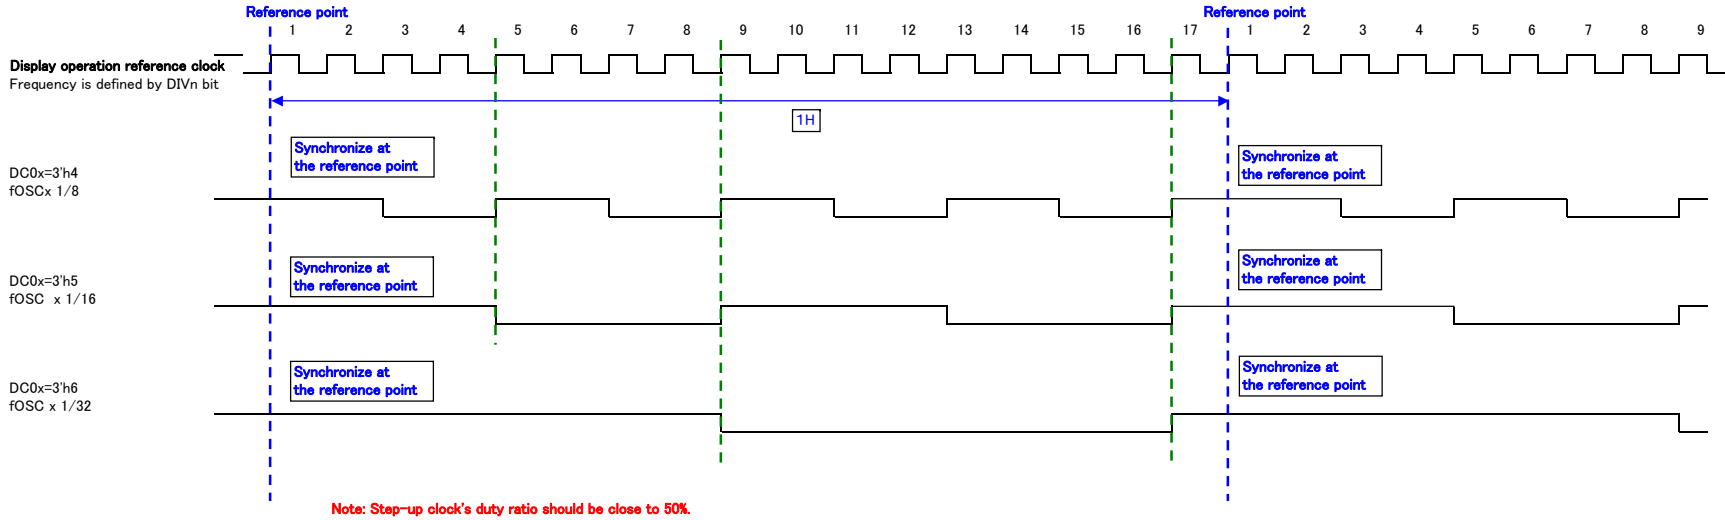 Reference point Reference point
1 2 3 4 5 6 7 8 9 10 11 12 13 14 15 16 17 1 2 3 4 5 6 7 8 9
Display operation reference clock
Frequency is defined by DIVn bit
1H
Synchronize at
the reference point
Synchronize at
the reference point
DC0x=3'h4
fOSCx 1/8
Synchronize at
the reference point
Synchronize at
the reference point
DC0x=3'h5
fOSC x 1/16
Synchronize at
the reference point
Synchronize at
the reference point
DC0x=3'h6
fOSC x 1/32
Note: Step-up clock's duty ratio should be close to 50%.